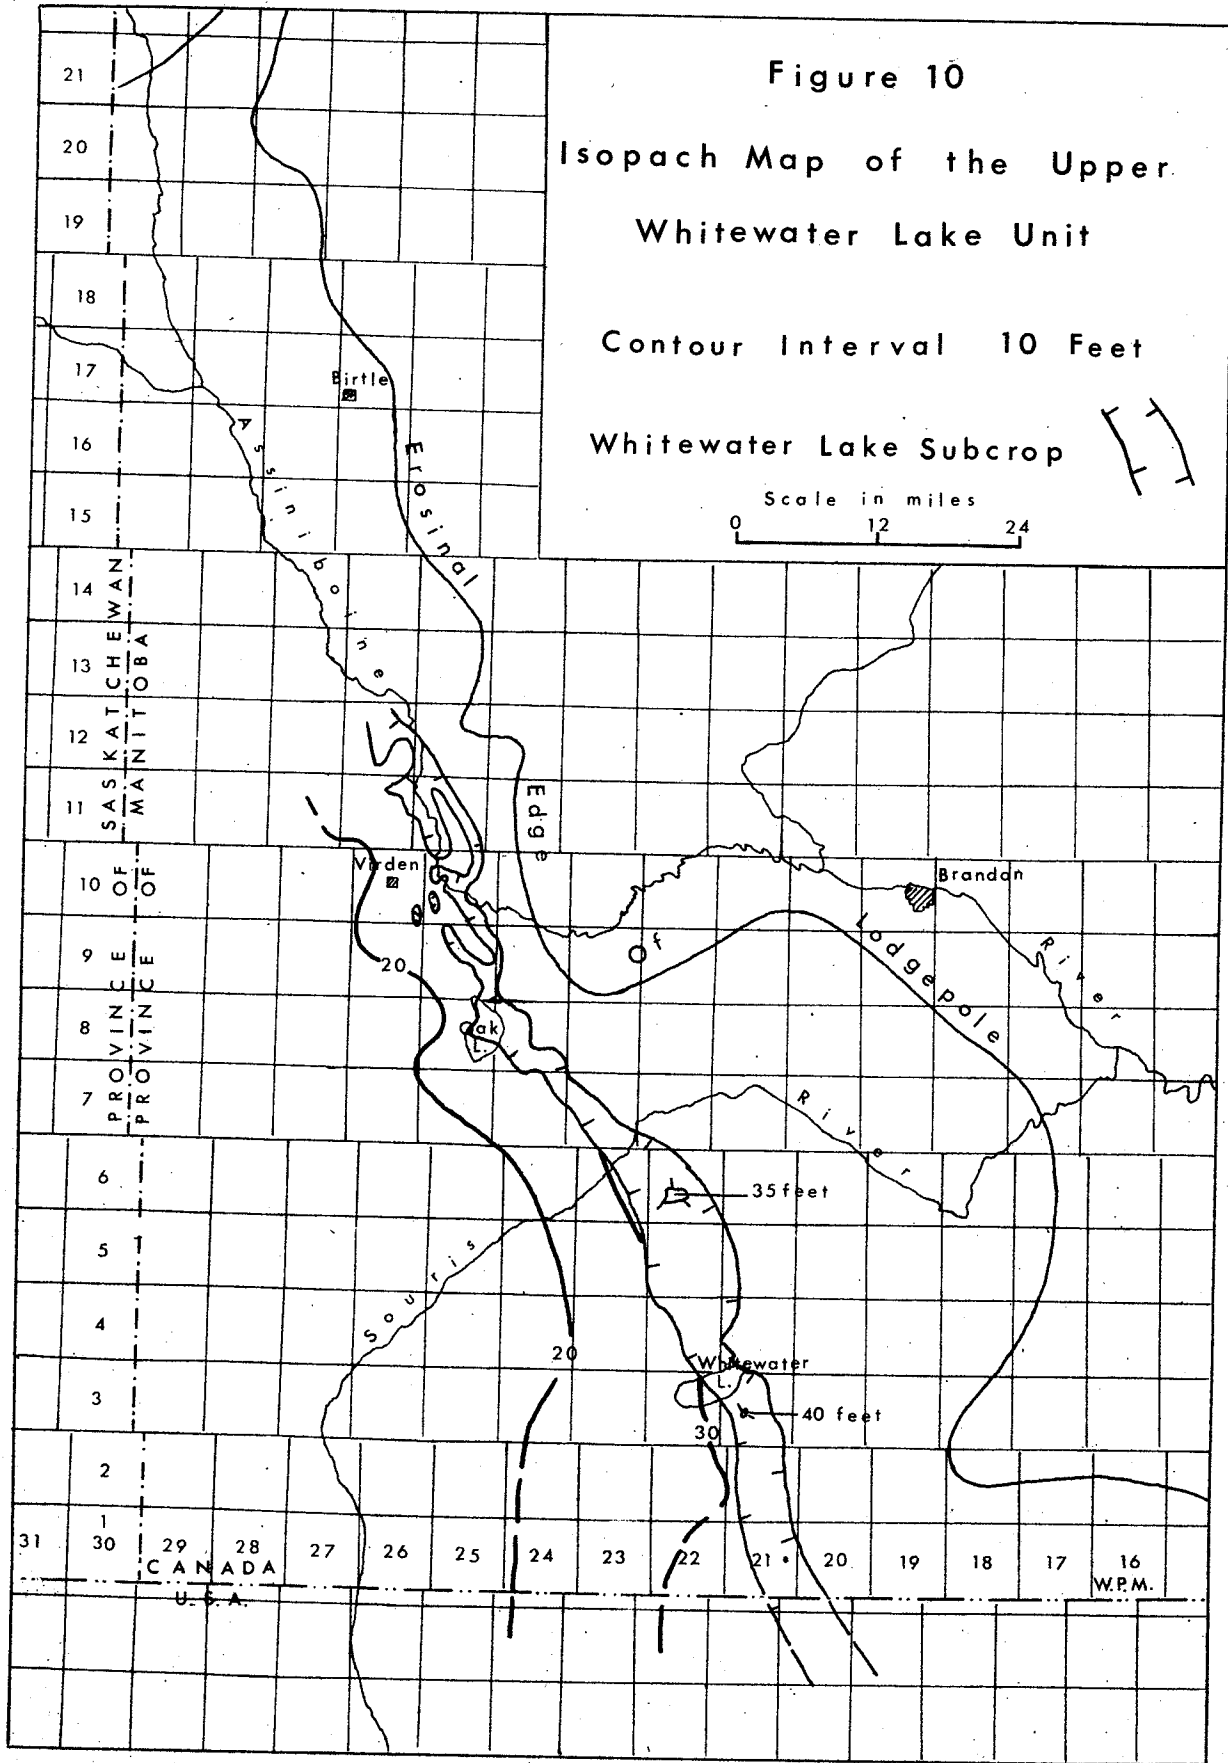 Figure 10
Isopach Map of the Upper
Whitewater Lake Unit
Contour Interval 10 Feet
Whitewater Lake Subcrop
Scale in miles
0 12 24
21
20
19
18
17
16
15
14
13
12
11
10
9
8
7
6
5
4
3
2
1
PROVINCE OF SASKATCHEWAN
PROVINCE OF MANITOBA
Birtle
Assiniboine
Erosinal
Edge
Of
Lodgepole
Virden
Brandon
River
20
Oak
L.
River
Souris
35 feet
20
Whitewater
L.
40 feet
30
31 30 29 28 27 26 25 24 23 22 21 20 19 18 17 16
W.P.M.
CANADA
U.S.A.